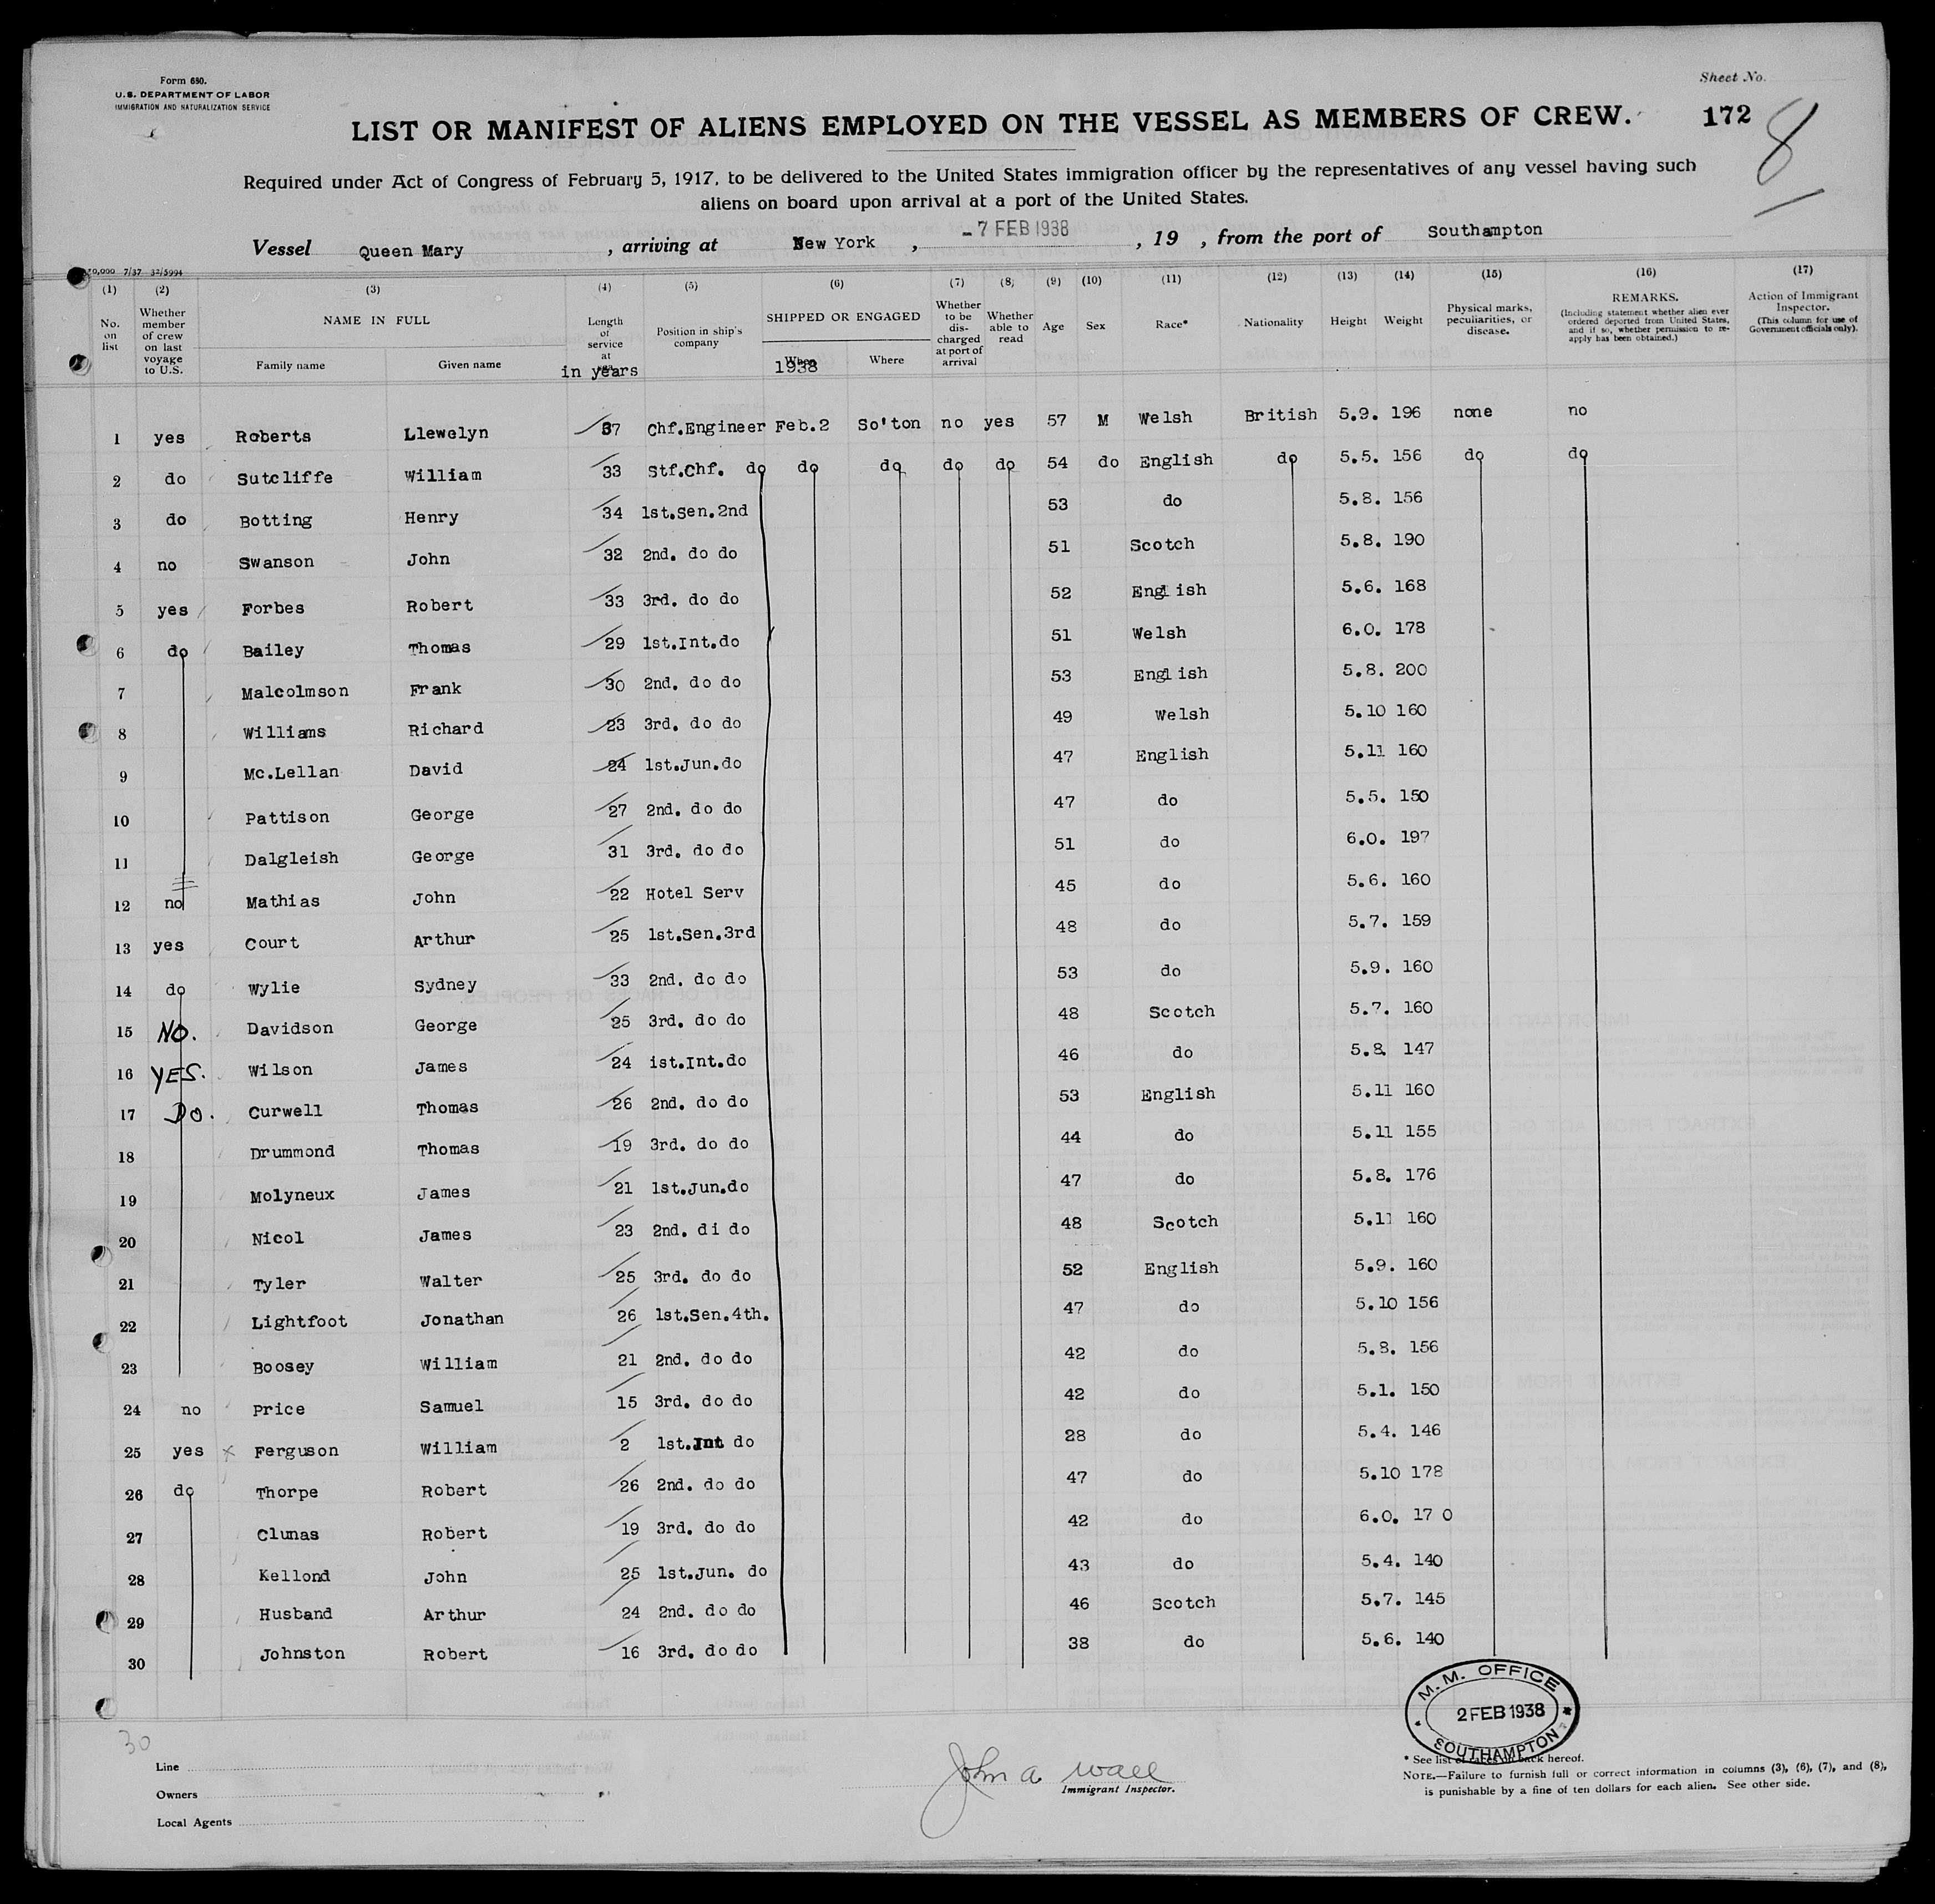 Form 680.
U.S. DEPARTMENT OF LABOR
IMMIGRATION AND NATURALIZATION SERVICE
Sheet No.
172
8
LIST OR MANIFEST OF ALIENS EMPLOYED ON THE VESSEL AS MEMBERS OF CREW.
Required under Act of Congress of February 5, 1917, to be delivered to the United States immigration officer by the representatives of any vessel having such
aliens on board upon arrival at a port of the United States.
Vessel Queen Mary , arriving at New York , -7 FEB 1938 , 19 , from the port of Southampton
(1) (2) (3) (4) (5) (6) (7) (8) (9) (10) (11) (12) (13) (14) (15) (16) (17)
No. on list
Whether member of crew on last voyage to U.S.
NAME IN FULL
Family name
Given name
Length of service at
in years
Position in ship's company
SHIPPED OR ENGAGED
When
1938
Where
Whether to be discharged at port of arrival
Whether able to read
Age
Sex
Race*
Nationality
Height
Weight
Physical marks, peculiarities, or disease.
REMARKS.
(Including statement whether alien ever ordered deported from United States, and if so, whether permission to re-apply has been obtained.)
Action of Immigrant Inspector.
(This column for use of Government officials only).
1 yes Roberts Llewelyn 37 Chf.Engineer Feb.2 So'ton no yes 57 M Welsh British 5.9. 196 none no
2 do Sutcliffe William 33 Stf.Chf. do do do do do 54 do English do 5.5. 156 do do
3 do Botting Henry 34 1st.Sen.2nd 53 do 5.8. 156
4 no Swanson John 32 2nd. do do 51 Scotch 5.8. 190
5 yes Forbes Robert 33 3rd. do do 52 English 5.6. 168
6 do Bailey Thomas 29 1st.Int.do 51 Welsh 6.0. 178
7 Malcolmson Frank 30 2nd. do do 53 English 5.8. 200
8 Williams Richard 23 3rd. do do 49 Welsh 5.10 160
9 Mc.Lellan David 24 1st.Jun.do 47 English 5.11 160
10 Pattison George 27 2nd. do do 47 do 5.5. 150
11 Dalgleish George 31 3rd. do do 51 do 6.0. 197
12 no Mathias John 22 Hotel Serv 45 do 5.6. 160
13 yes Court Arthur 25 1st.Sen.3rd 48 do 5.7. 159
14 do Wylie Sydney 33 2nd. do do 53 do 5.9. 160
15 NO. Davidson George 25 3rd. do do 48 Scotch 5.7. 160
16 YES. Wilson James 24 ist.Int.do 46 do 5.8. 147
17 DO. Curwell Thomas 26 2nd. do do 53 English 5.11 160
18 Drummond Thomas 19 3rd. do do 44 do 5.11 155
19 Molyneux James 21 1st.Jun.do 47 do 5.8. 176
20 Nicol James 23 2nd. di do 48 Scotch 5.11 160
21 Tyler Walter 25 3rd. do do 52 English 5.9. 160
22 Lightfoot Jonathan 26 1st.Sen.4th. 47 do 5.10 156
23 Boosey William 21 2nd. do do 42 do 5.8. 156
24 no Price Samuel 15 3rd. do do 42 do 5.1. 150
25 yes x Ferguson William 2 1st.Int do 28 do 5.4. 146
26 do Thorpe Robert 26 2nd. do do 47 do 5.10 178
27 Clunas Robert 19 3rd. do do 42 do 6.0. 17 0
28 Kellond John 25 1st.Jun. do 43 do 5.4. 140
29 Husband Arthur 24 2nd. do do 46 Scotch 5.7. 145
30 Johnston Robert 16 3rd. do do 38 do 5.6. 140
M. M. OFFICE
2 FEB 1938
SOUTHAMPTON
30
Line
Owners
Local Agents
John A Wall
Immigrant Inspector.
* See list of races on back hereof.
NOTE.—Failure to furnish full or correct information in columns (3), (6), (7), and (8),
is punishable by a fine of ten dollars for each alien. See other side.